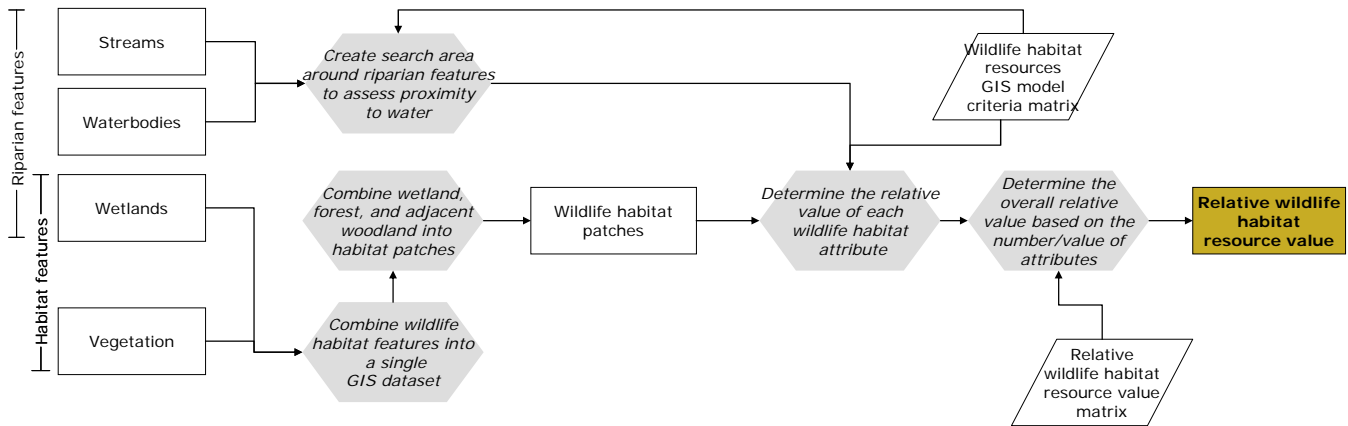 Riparian features
Habitat features
Streams
Waterbodies
Wetlands
Vegetation
Create search area
around riparian features
to assess proximity
to water
Wildlife habitat
resources
GIS model
criteria matrix
Combine wetland,
forest, and adjacent
woodland into
habitat patches
Wildlife habitat
patches
Determine the relative
value of each
wildlife habitat
attribute
Determine the
overall relative
value based on the
number/value of
attributes
Relative wildlife
habitat
resource value
Combine wildlife
habitat features into
a single
GIS dataset
Relative
wildlife habitat
resource value
matrix